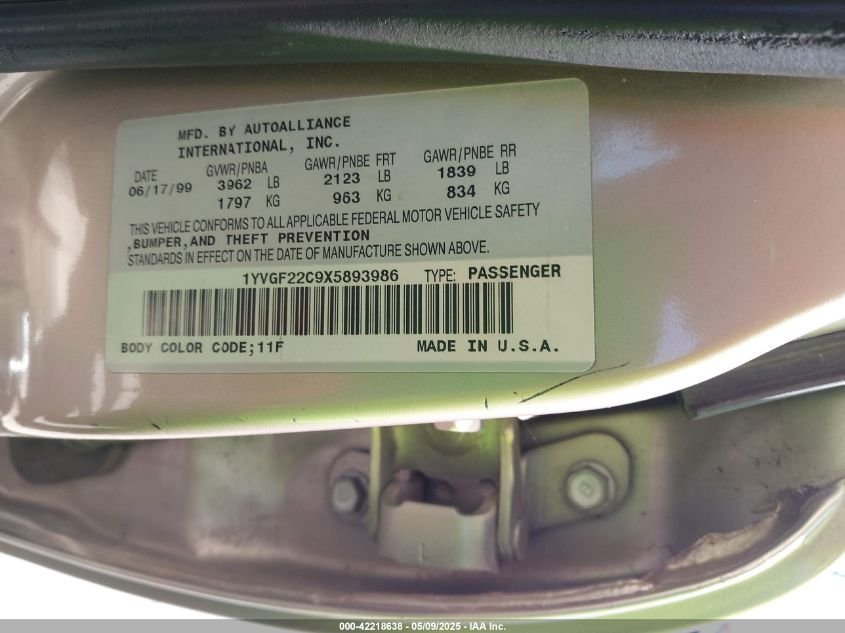 MFD. BY AUTOALLIANCE
INTERNATIONAL, INC.
DATE GVWR/PNBA GAWR/PNBE FRT GAWR/PNBE RR
06/17/99 3962 LB 2123 LB 1839 LB
1797 KG 963 KG 834 KG
THIS VEHICLE CONFORMS TO ALL APPLICABLE FEDERAL MOTOR VEHICLE SAFETY
,BUMPER,AND THEFT PREVENTION
STANDARDS IN EFFECT ON THE DATE OF MANUFACTURE SHOWN ABOVE.
1YVGF22C9X5893986 TYPE: PASSENGER
BODY COLOR CODE;11F MADE IN U.S.A.
L
000-42218638 - 05/09/2025 - IAA Inc.